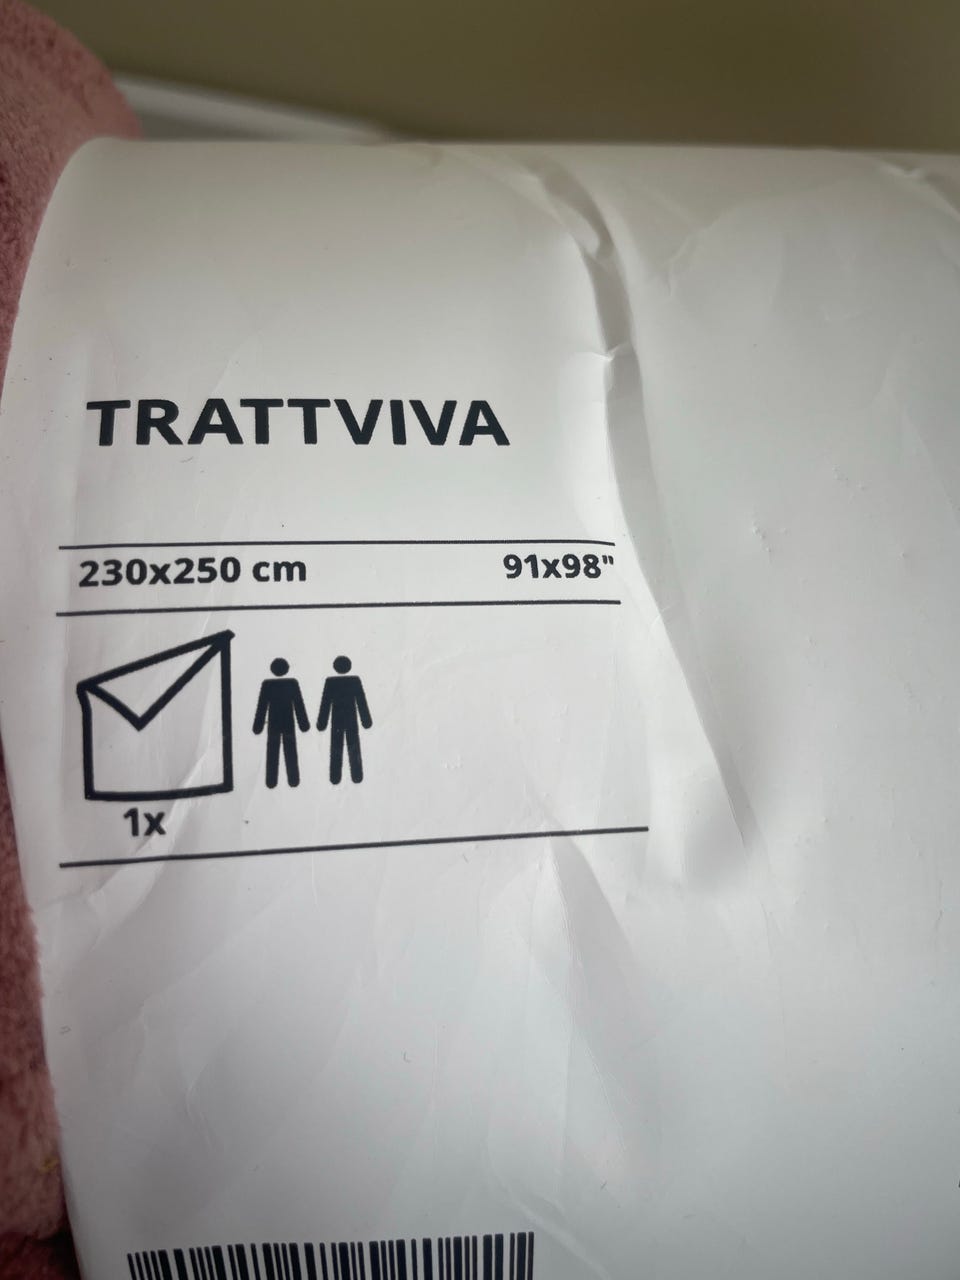 TRATTVIVA
230x250 cm 91x98"
1x